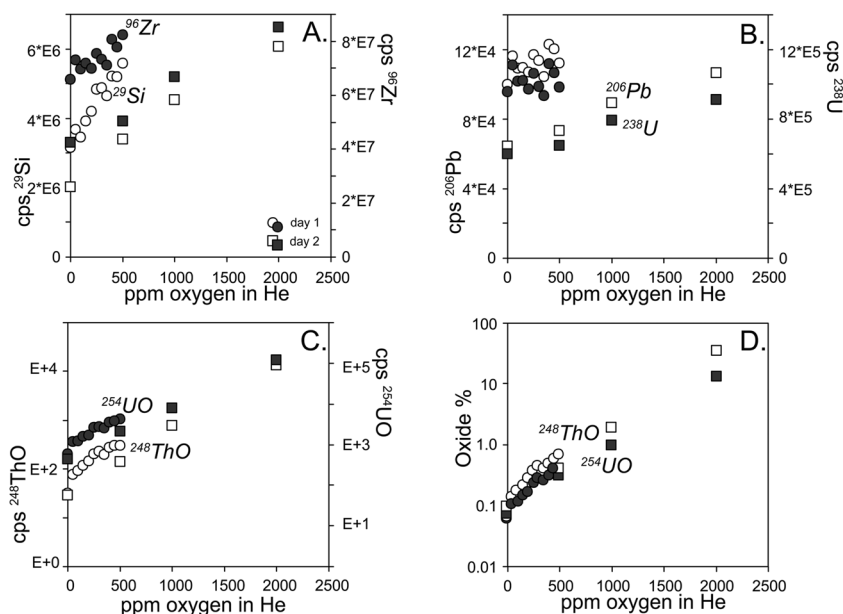 A.
⁹⁶Zr
²⁹Si
6*E6
4*E6
2*E6
0
8*E7
6*E7
4*E7
2*E7
0
cps ²⁹Si
cps ⁹⁶Zr
day 1
day 2
0 500 1000 1500 2000 2500
ppm oxygen in He
B.
²⁰⁶Pb
²³⁸U
12*E4
8*E4
4*E4
0
12*E5
8*E5
4*E5
0
cps ²⁰⁶Pb
cps ²³⁸U
0 500 1000 1500 2000 2500
ppm oxygen in He
C.
²⁵⁴UO
²⁴⁸ThO
E+4
E+2
E+0
E+5
E+3
E+1
cps ²⁴⁸ThO
cps ²⁵⁴UO
0 500 1000 1500 2000 2500
ppm oxygen in He
D.
²⁴⁸ThO
²⁵⁴UO
100
10
1.0
0.1
0.01
Oxide %
0 500 1000 1500 2000 2500
ppm oxygen in He